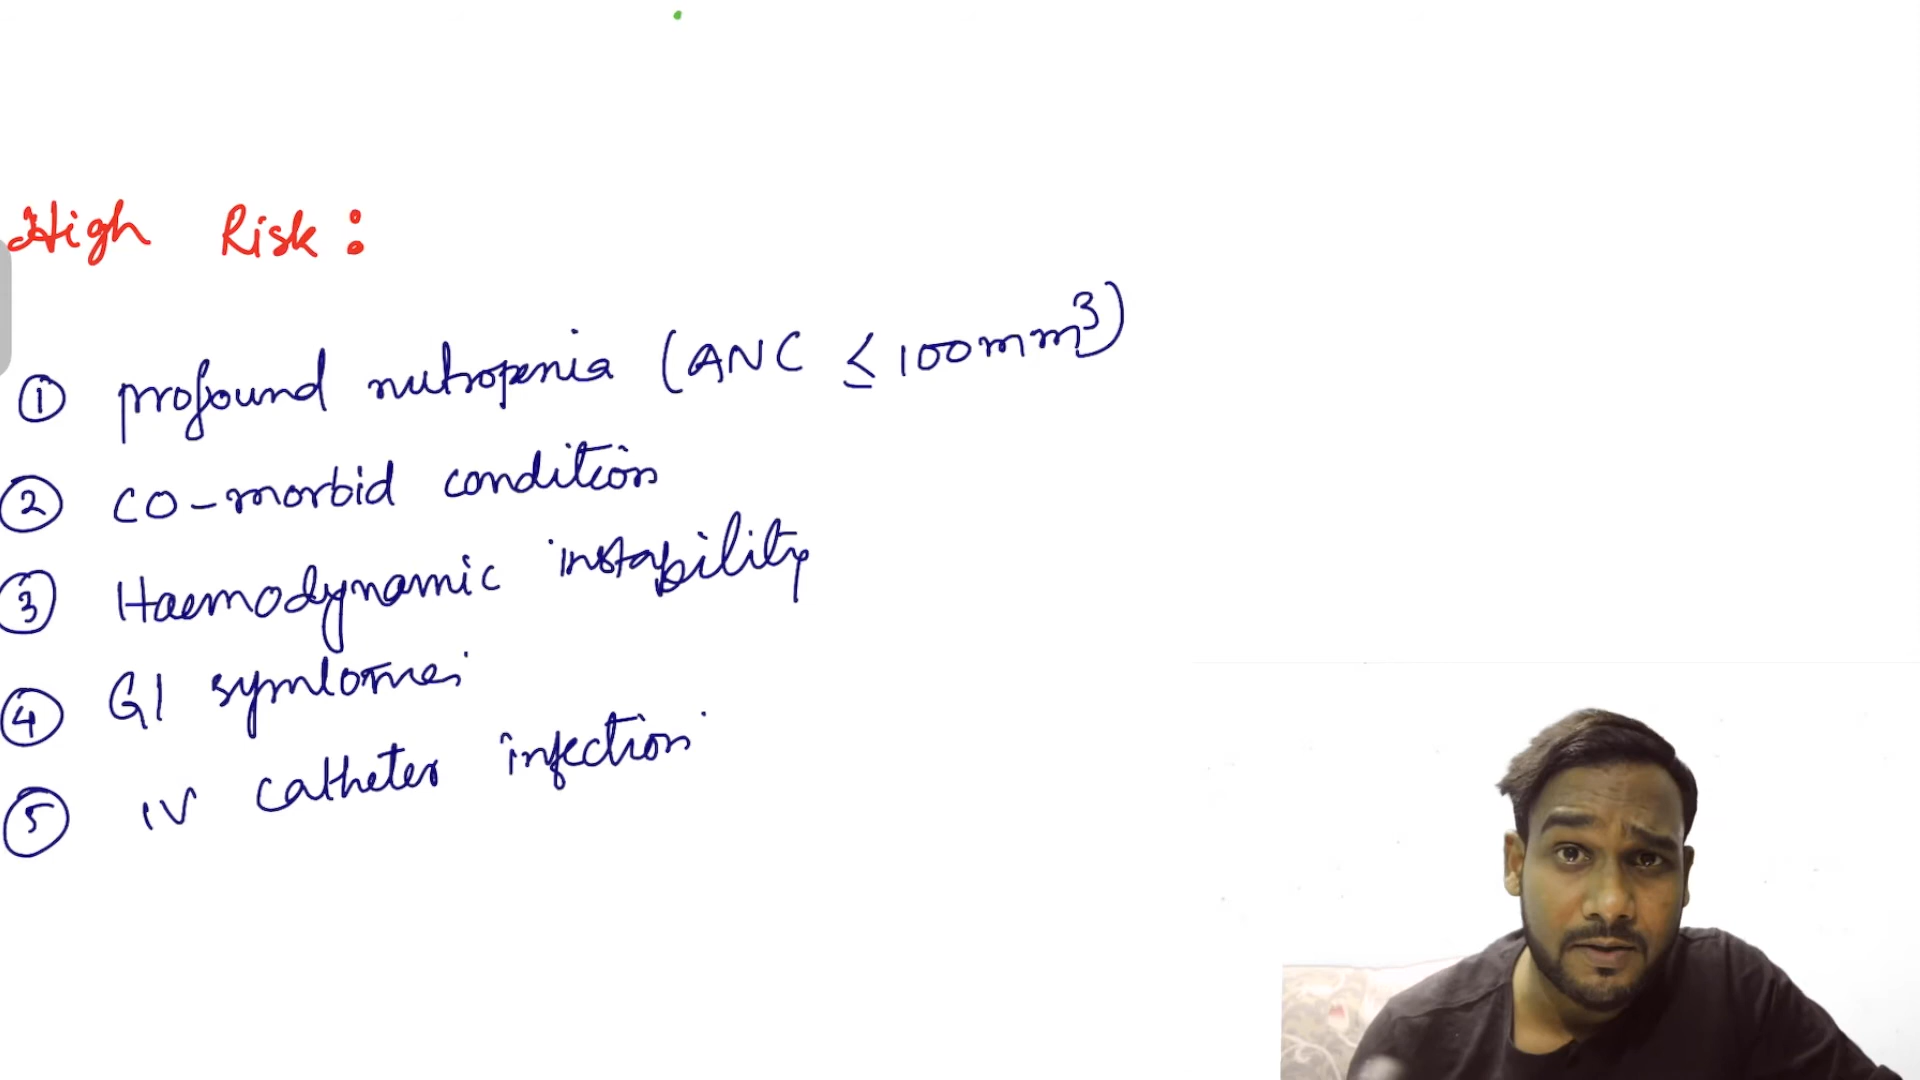 High Risk:
① profound nutropenia (ANC ≤ 100mm³)
② co-morbid condition
③ Haemodynamic instability
④ GI symtomes
⑤ IV catheter infection